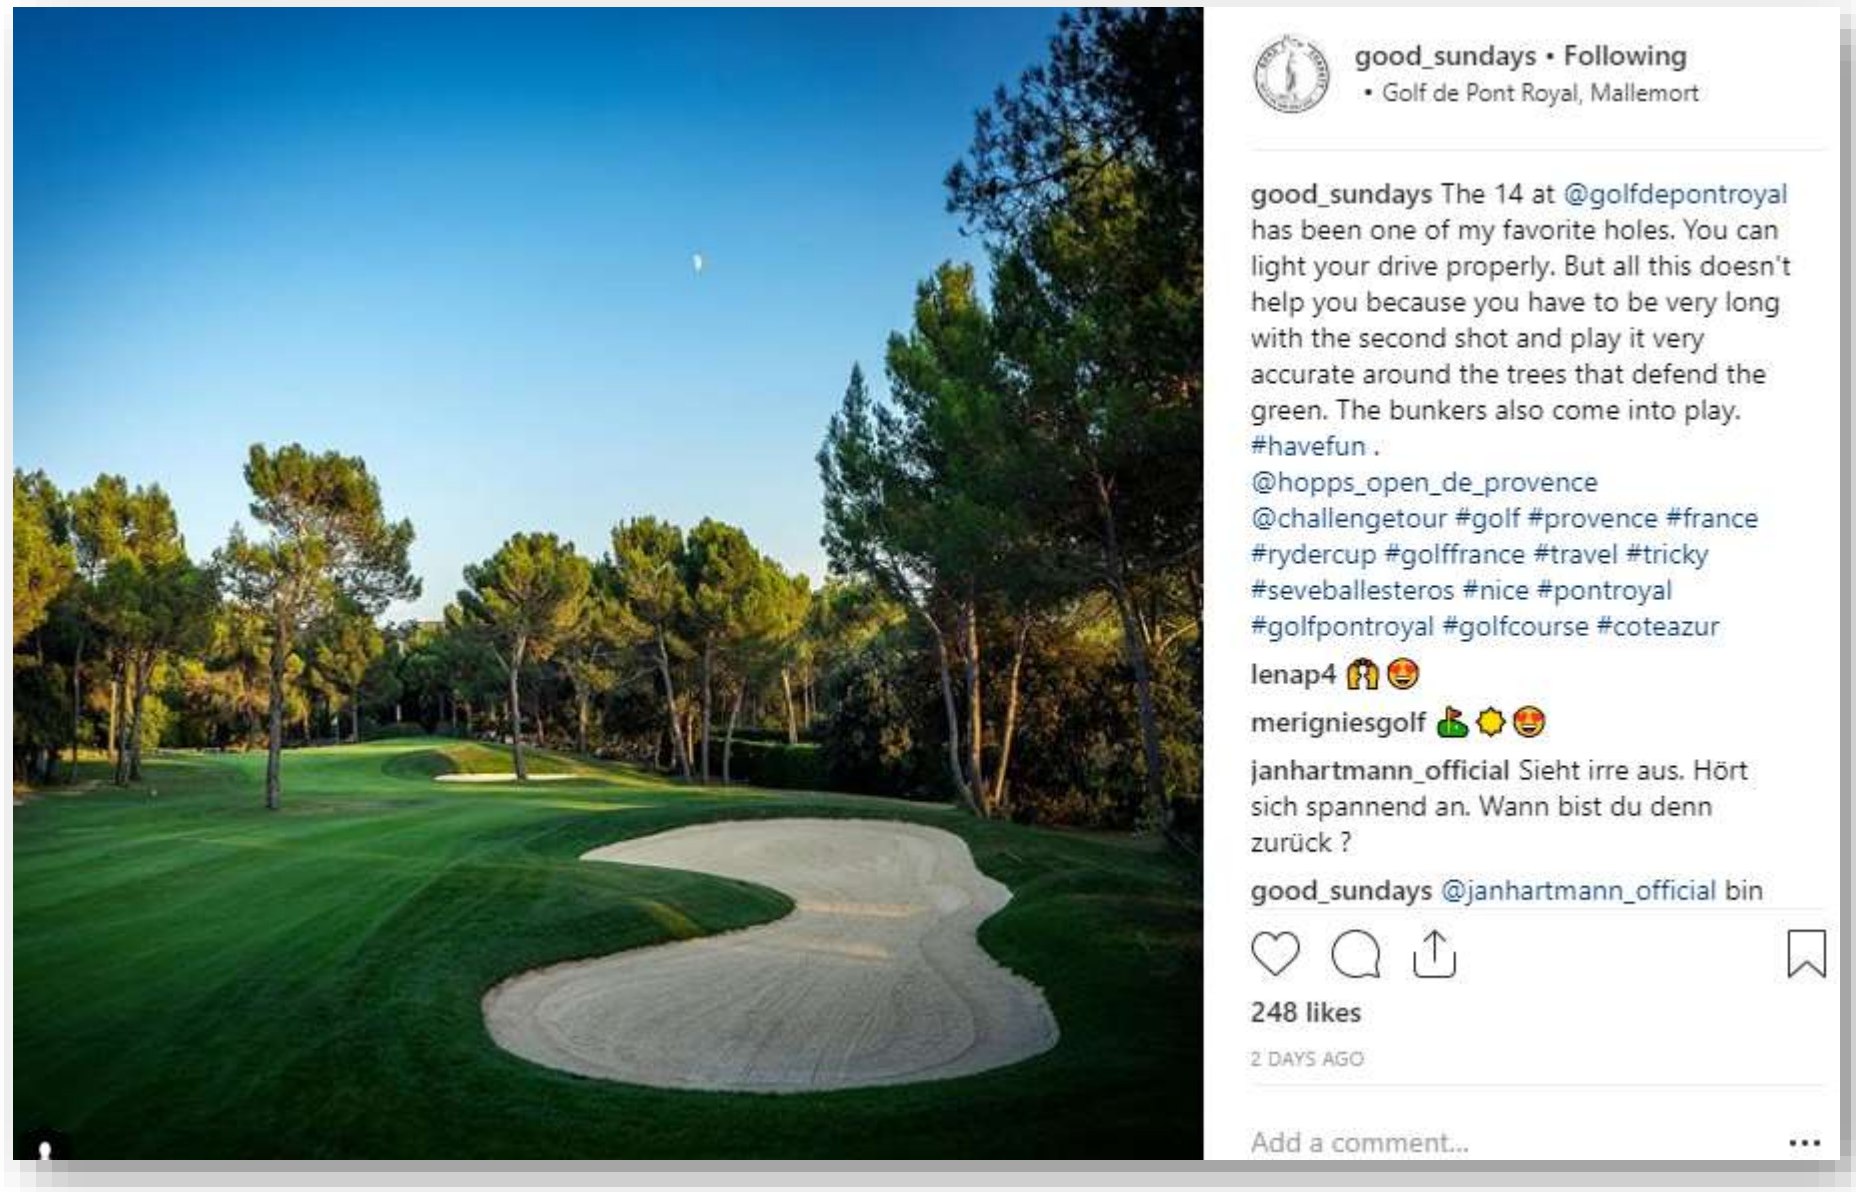 good_sundays • Following
• Golf de Pont Royal, Mallemort
good_sundays The 14 at @golfdepontroyal
has been one of my favorite holes. You can
light your drive properly. But all this doesn't
help you because you have to be very long
with the second shot and play it very
accurate around the trees that defend the
green. The bunkers also come into play.
#havefun .
@hopps_open_de_provence
@challengetour #golf #provence #france
#rydercup #golffrance #travel #tricky
#seveballesteros #nice #pontroyal
#golfpontroyal #golfcourse #coteazur
lenap4 🙌😍
merigniesgolf ⛳☀😍
janhartmann_official Sieht irre aus. Hört
sich spannend an. Wann bist du denn
zurück ?
good_sundays @janhartmann_official bin
248 likes
2 DAYS AGO
Add a comment...